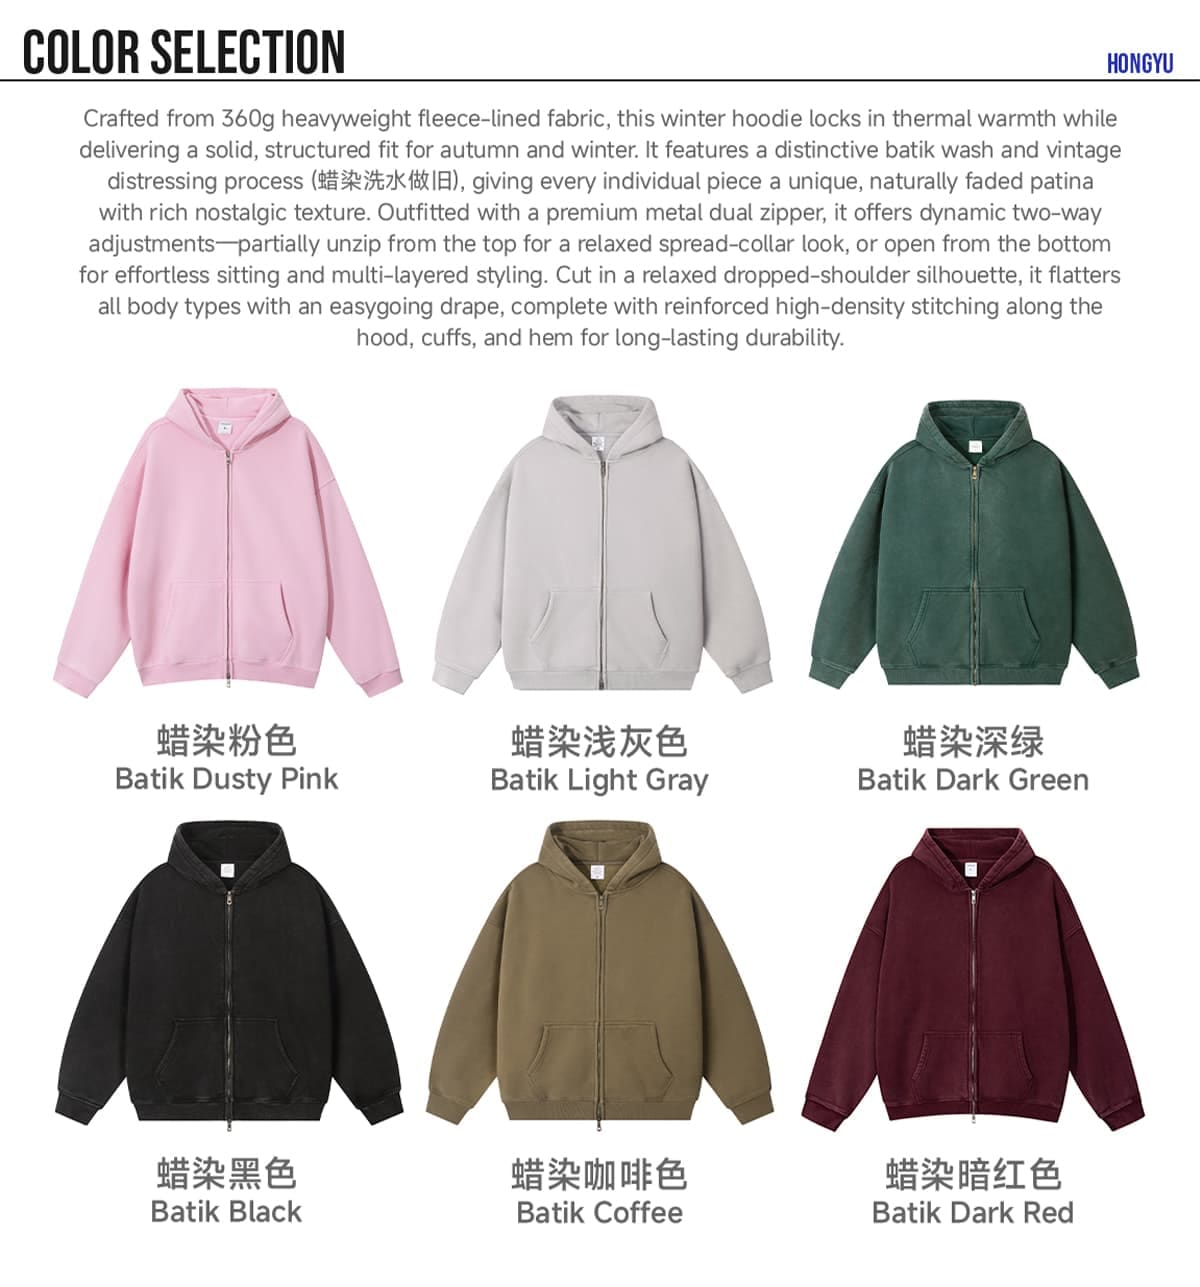 COLOR SELECTION
HONGYU
Crafted from 360g heavyweight fleece-lined fabric, this winter hoodie locks in thermal warmth while
delivering a solid, structured fit for autumn and winter. It features a distinctive batik wash and vintage
distressing process (蜡染洗水做旧), giving every individual piece a unique, naturally faded patina
with rich nostalgic texture. Outfitted with a premium metal dual zipper, it offers dynamic two-way
adjustments—partially unzip from the top for a relaxed spread-collar look, or open from the bottom
for effortless sitting and multi-layered styling. Cut in a relaxed dropped-shoulder silhouette, it flatters
all body types with an easygoing drape, complete with reinforced high-density stitching along the
hood, cuffs, and hem for long-lasting durability.
蜡染粉色
Batik Dusty Pink
蜡染浅灰色
Batik Light Gray
蜡染深绿
Batik Dark Green
蜡染黑色
Batik Black
蜡染咖啡色
Batik Coffee
蜡染暗红色
Batik Dark Red